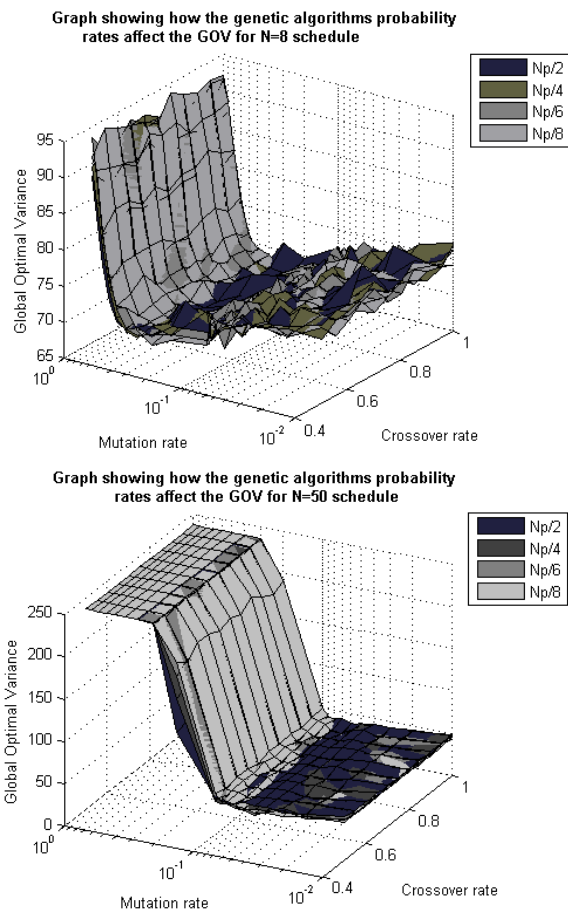 Graph showing how the genetic algorithms probability
rates affect the GOV for N=8 schedule
Np/2
Np/4
Np/6
Np/8
95
90
85
80
75
70
65
Global Optimal Variance
10^0
10^-1
10^-2
Mutation rate
0.4
0.6
0.8
1
Crossover rate
Graph showing how the genetic algorithms probability
rates affect the GOV for N=50 schedule
Np/2
Np/4
Np/6
Np/8
250
200
150
100
50
0
Global Optimal Variance
10^0
10^-1
10^-2
Mutation rate
0.4
0.6
0.8
1
Crossover rate